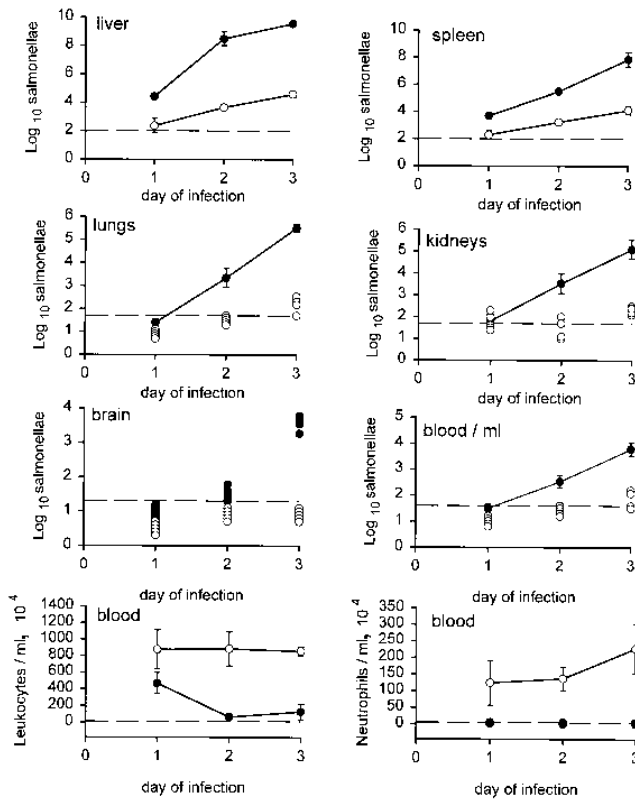 liver
Log 10 salmonellae
10
8
6
4
2
0
0 1 2 3
day of infection
spleen
Log 10 salmonellae
10
8
6
4
2
0
0 1 2 3
day of infection
lungs
Log 10 salmonellae
6
5
4
3
2
1
0
0 1 2 3
day of infection
kidneys
Log 10 salmonellae
6
5
4
3
2
1
0
0 1 2 3
day of infection
brain
Log 10 salmonellae
4
3
2
1
0
0 1 2 3
day of infection
blood / ml
Log 10 salmonellae
5
4
3
2
1
0
0 1 2 3
day of infection
blood
Leukocytes / ml, 10-4
1400
1200
1000
800
600
400
200
0
0 1 2 3
day of infection
blood
Neutrophils / ml, 10-4
350
300
250
200
150
100
50
0
0 1 2 3
day of infection